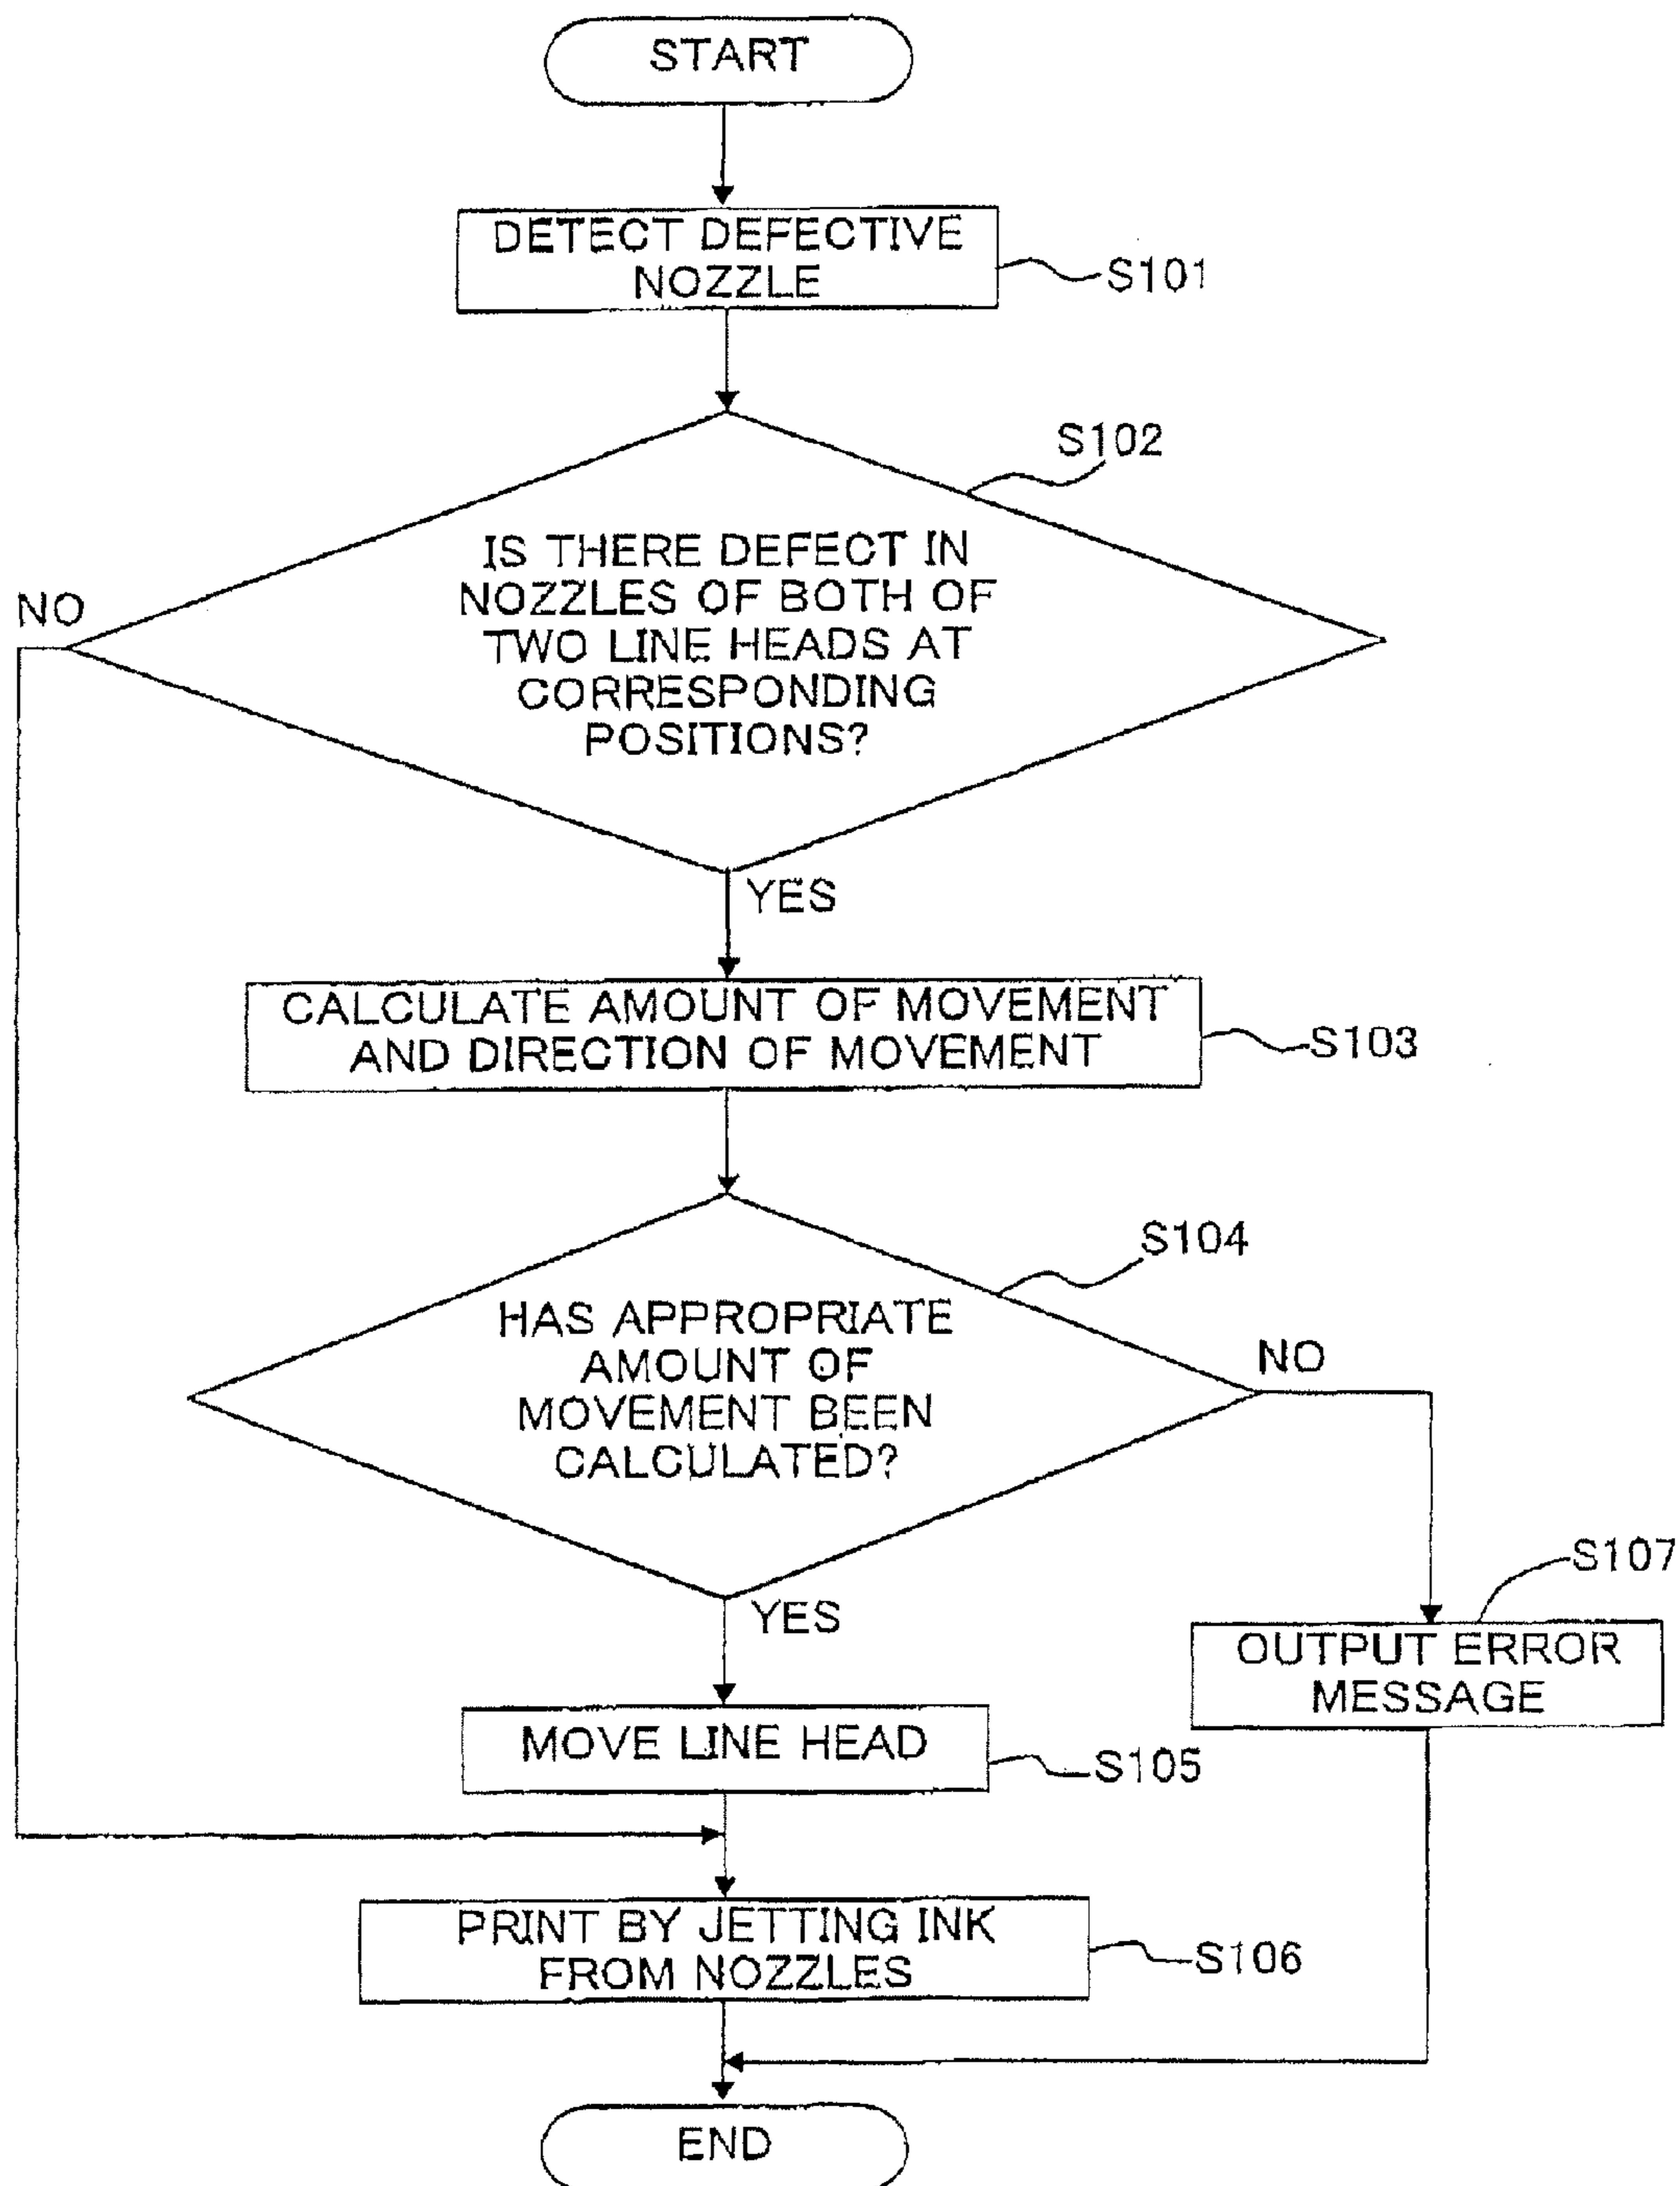 START
DETECT DEFECTIVE
NOZZLE
S101
S102
IS THERE DEFECT IN
NOZZLES OF BOTH OF
TWO LINE HEADS AT
CORRESPONDING
POSITIONS?
NO
YES
CALCULATE AMOUNT OF MOVEMENT
AND DIRECTION OF MOVEMENT
S103
S104
HAS APPROPRIATE
AMOUNT OF
MOVEMENT BEEN
CALCULATED?
NO
YES
S107
OUTPUT ERROR
MESSAGE
MOVE LINE HEAD
S105
PRINT BY JETTING INK
FROM NOZZLES
S106
END